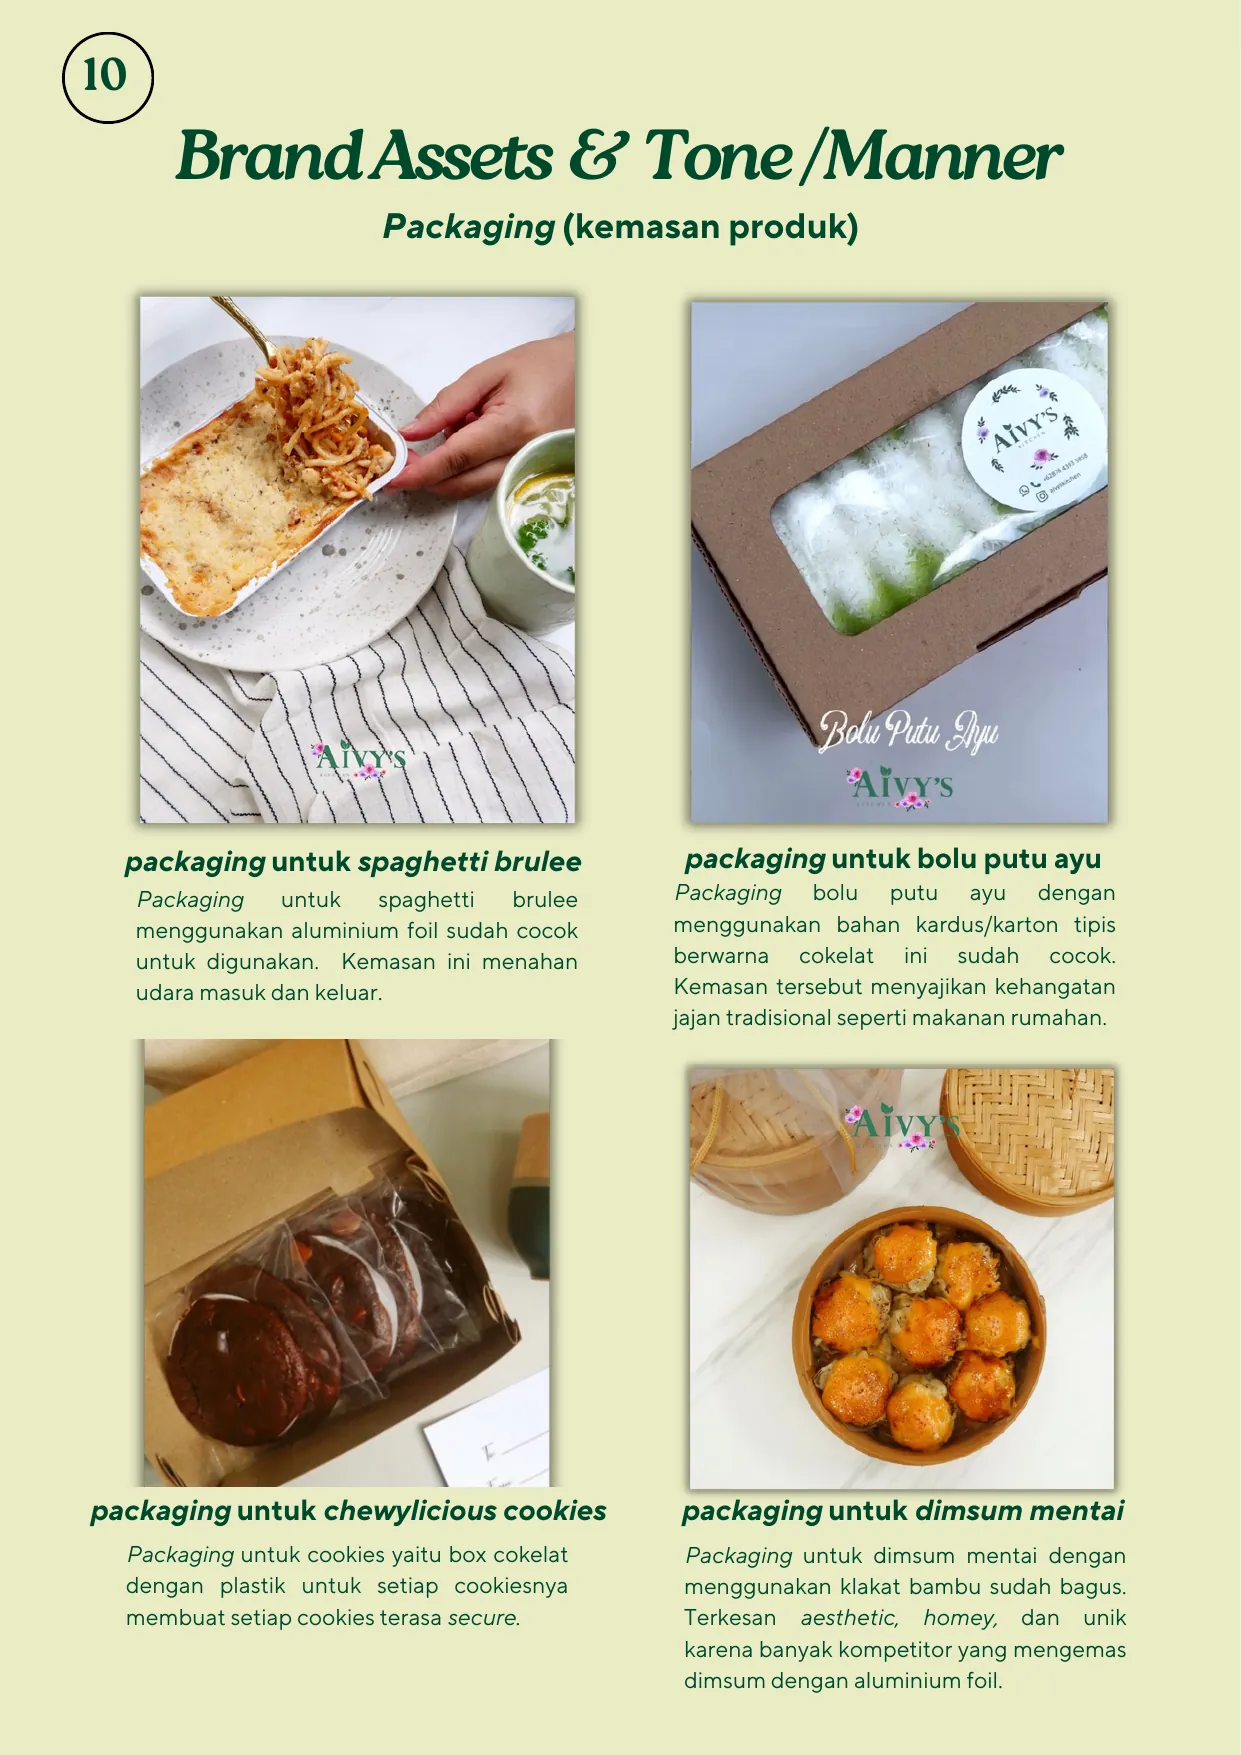 10
Brand Assets & Tone/Manner
Packaging (kemasan produk)
AIVY'S
KITCHEN
aivy'skitchen
Bolu Putu Ayu
AIVY'S
KITCHEN
AIVY'S
packaging untuk spaghetti brulee
Packaging untuk spaghetti brulee
menggunakan aluminium foil sudah cocok
untuk digunakan. Kemasan ini menahan
udara masuk dan keluar.
packaging untuk bolu putu ayu
Packaging bolu putu ayu dengan
menggunakan bahan kardus/karton tipis
berwarna cokelat ini sudah cocok.
Kemasan tersebut menyajikan kehangatan
jajan tradisional seperti makanan rumahan.
AIVY'S
packaging untuk chewylicious cookies
Packaging untuk cookies yaitu box cokelat
dengan plastik untuk setiap cookiesnya
membuat setiap cookies terasa secure.
packaging untuk dimsum mentai
Packaging untuk dimsum mentai dengan
menggunakan klakat bambu sudah bagus.
Terkesan aesthetic, homey, dan unik
karena banyak kompetitor yang mengemas
dimsum dengan aluminium foil.